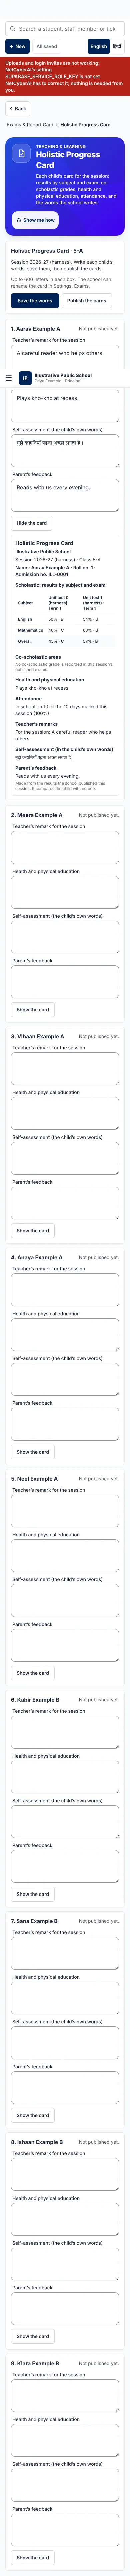 Search a student, staff member or tick
+ New
All saved
English
हिन्दी
Uploads and login invites are not working:
NetCyberAi's setting
SUPABASE_SERVICE_ROLE_KEY is not set.
NetCyberAi has to correct it; nothing is needed from
you.
Back
Exams & Report Card › Holistic Progress Card
TEACHING & LEARNING
Holistic Progress
Card
Each child's card for the session:
results by subject and exam, co-
scholastic grades, health and
physical education, attendance, and
the words the school writes.
Show me how
Holistic Progress Card · 5-A
Session 2026-27 (harness). Write each child's
words, save them, then publish the cards.
Up to 600 letters in each box. The school can
rename the card in Settings, Exams.
Save the words
Publish the cards
1. Aarav Example A
Not published yet.
Teacher's remark for the session
A careful reader who helps others.
IP
Illustrative Public School
Priya Example · Principal
Plays kho-kho at recess.
Self-assessment (the child's own words)
मुझे कहानियाँ पढ़ना अच्छा लगता है।
Parent's feedback
Reads with us every evening.
Hide the card
Holistic Progress Card
Illustrative Public School
Session 2026-27 (harness) · Class 5-A
Name: Aarav Example A · Roll no. 1 ·
Admission no. ILL-0001
Scholastic: results by subject and exam
Subject
Unit test 0 (harness) · Term 1
Unit test 1 (harness) · Term 1
English
50% · S
54% · B
Mathematics
40% · C
60% · B
Overall
45% · C
57% · B
Co-scholastic areas
No co-scholastic grade is recorded in this session's
published exams.
Health and physical education
Plays kho-kho at recess.
Attendance
In school on 10 of the 10 days marked this
session (100%).
Teacher's remarks
For the session: A careful reader who helps
others.
Self-assessment (in the child's own words)
मुझे कहानियाँ पढ़ना अच्छा लगता है।
Parent's feedback
Reads with us every evening.
Made from the results the school published this
session. It compares the child with no one.
2. Meera Example A
Not published yet.
Teacher's remark for the session
Health and physical education
Self-assessment (the child's own words)
Parent's feedback
Show the card
3. Vihaan Example A
Not published yet.
Teacher's remark for the session
Health and physical education
Self-assessment (the child's own words)
Parent's feedback
Show the card
4. Anaya Example A
Not published yet.
Teacher's remark for the session
Health and physical education
Self-assessment (the child's own words)
Parent's feedback
Show the card
5. Neel Example A
Not published yet.
Teacher's remark for the session
Health and physical education
Self-assessment (the child's own words)
Parent's feedback
Show the card
6. Kabir Example B
Not published yet.
Teacher's remark for the session
Health and physical education
Self-assessment (the child's own words)
Parent's feedback
Show the card
7. Sana Example B
Not published yet.
Teacher's remark for the session
Health and physical education
Self-assessment (the child's own words)
Parent's feedback
Show the card
8. Ishaan Example B
Not published yet.
Teacher's remark for the session
Health and physical education
Self-assessment (the child's own words)
Parent's feedback
Show the card
9. Kiara Example B
Not published yet.
Teacher's remark for the session
Health and physical education
Self-assessment (the child's own words)
Parent's feedback
Show the card